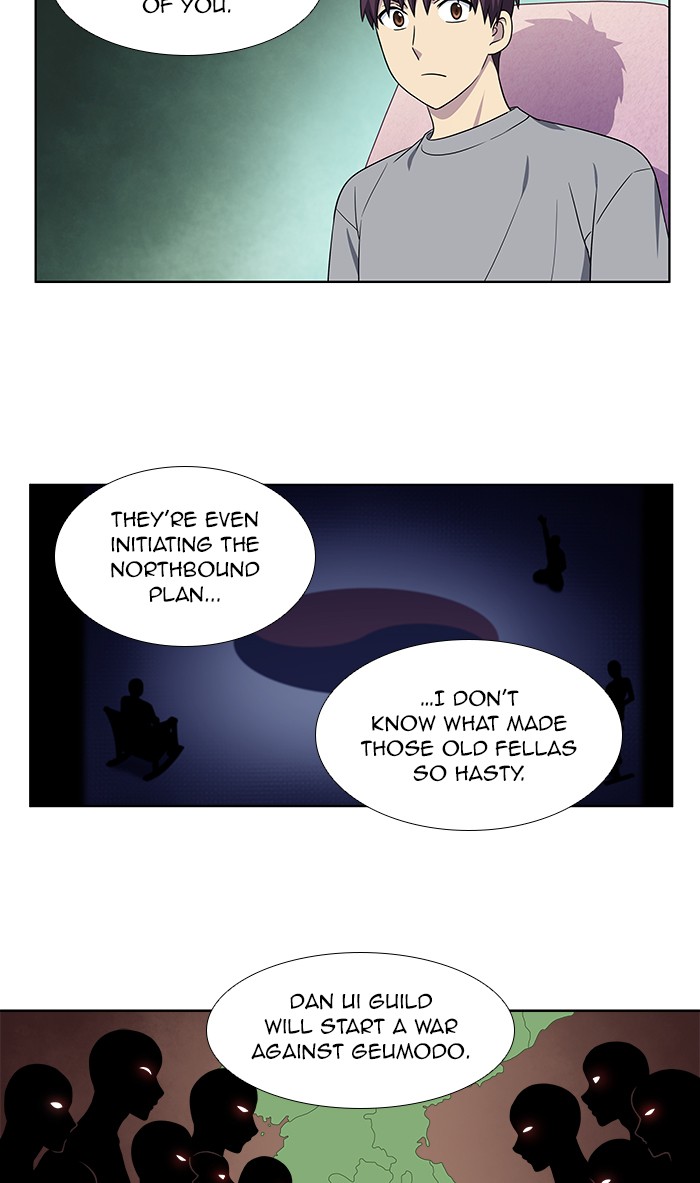 OF YOU.
THEY'RE EVEN
INITIATING THE
NORTHBOUND
PLAN...
...I DON'T
KNOW WHAT MADE
THOSE OLD FELLAS
SO HASTY.
DAN UI GUILD
WILL START A WAR
AGAINST GEUMODO.